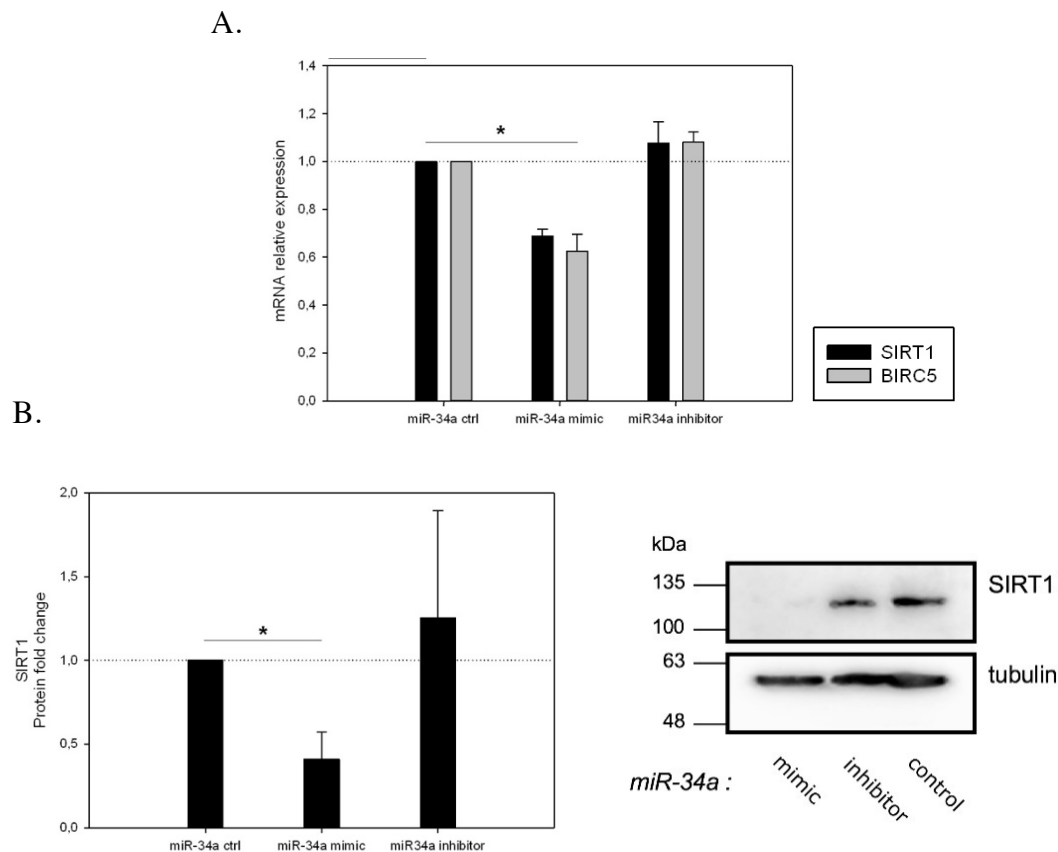 A.
1,4
1,2
1,0
0,8
0,6
0,4
0,2
0,0
mRNA relative expression
*
miR-34a ctrl
miR-34a mimic
miR34a inhibitor
SIRT1
BIRC5
B.
2,0
1,5
1,0
0,5
0,0
SIRT1
Protein fold change
*
miR-34a ctrl
miR-34a mimic
miR34a inhibitor
kDa
135
100
63
48
SIRT1
tubulin
miR-34a :
mimic
inhibitor
control